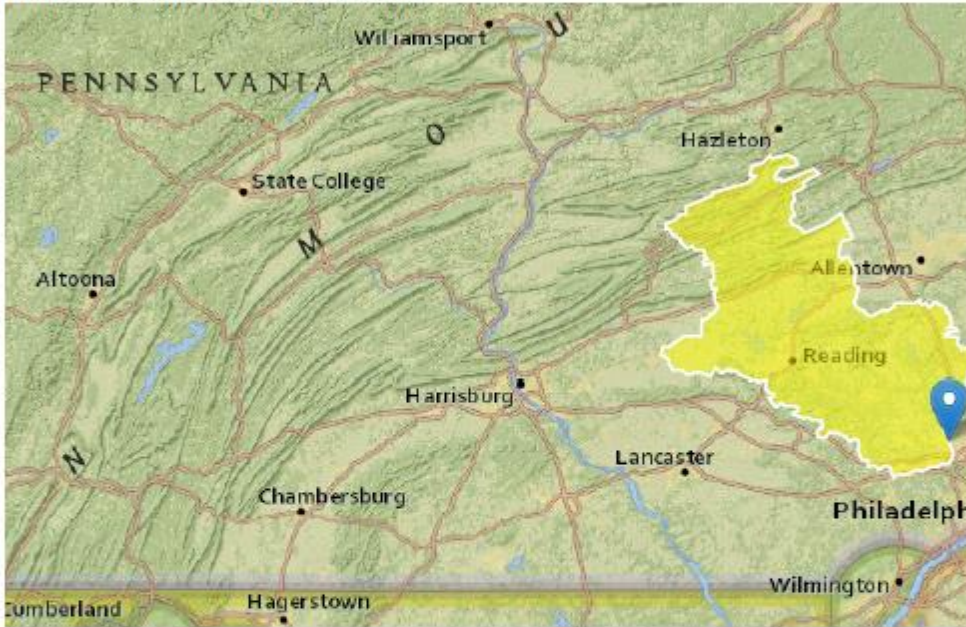 Williamsport
U
PENNSYLVANIA
O
Hazleton
State College
M
Allentown
Altoona
Reading
Harrisburg
N
Lancaster
Chambersburg
Philadelph
Wilmington
Cumberland
Hagerstown